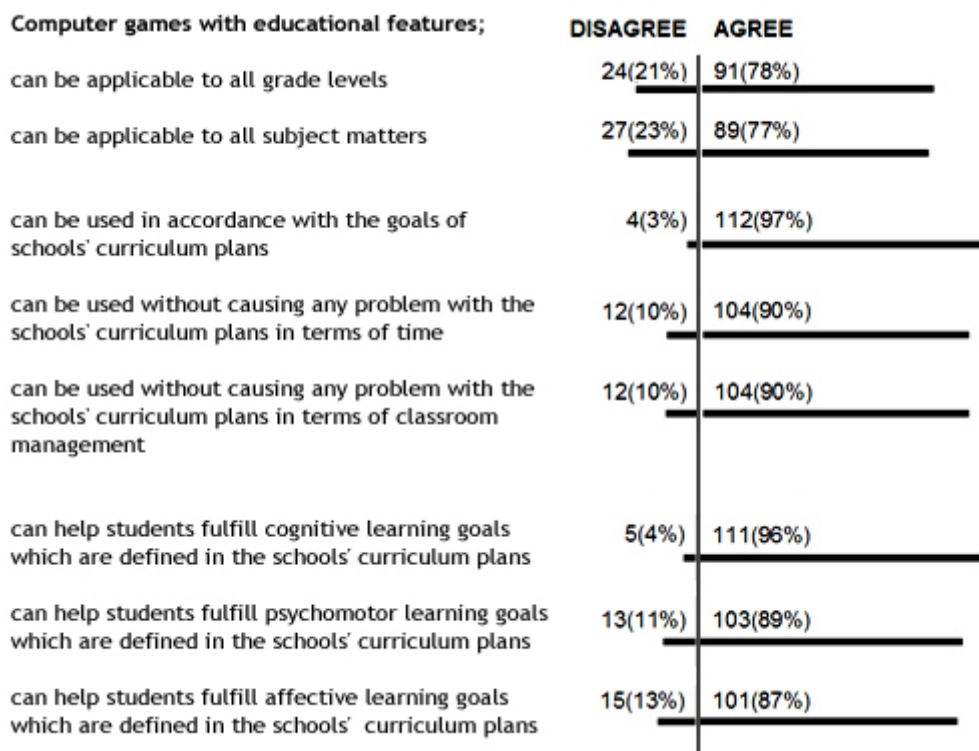 Computer games with educational features; DISAGREE AGREE
can be applicable to all grade levels 24(21%) 91(78%)
can be applicable to all subject matters 27(23%) 89(77%)
can be used in accordance with the goals of 4(3%) 112(97%)
schools' curriculum plans
can be used without causing any problem with the 12(10%) 104(90%)
schools' curriculum plans in terms of time
can be used without causing any problem with the 12(10%) 104(90%)
schools' curriculum plans in terms of classroom
management
can help students fulfill cognitive learning goals 5(4%) 111(96%)
which are defined in the schools' curriculum plans
can help students fulfill psychomotor learning goals 13(11%) 103(89%)
which are defined in the schools' curriculum plans
can help students fulfill affective learning goals 15(13%) 101(87%)
which are defined in the schools' curriculum plans